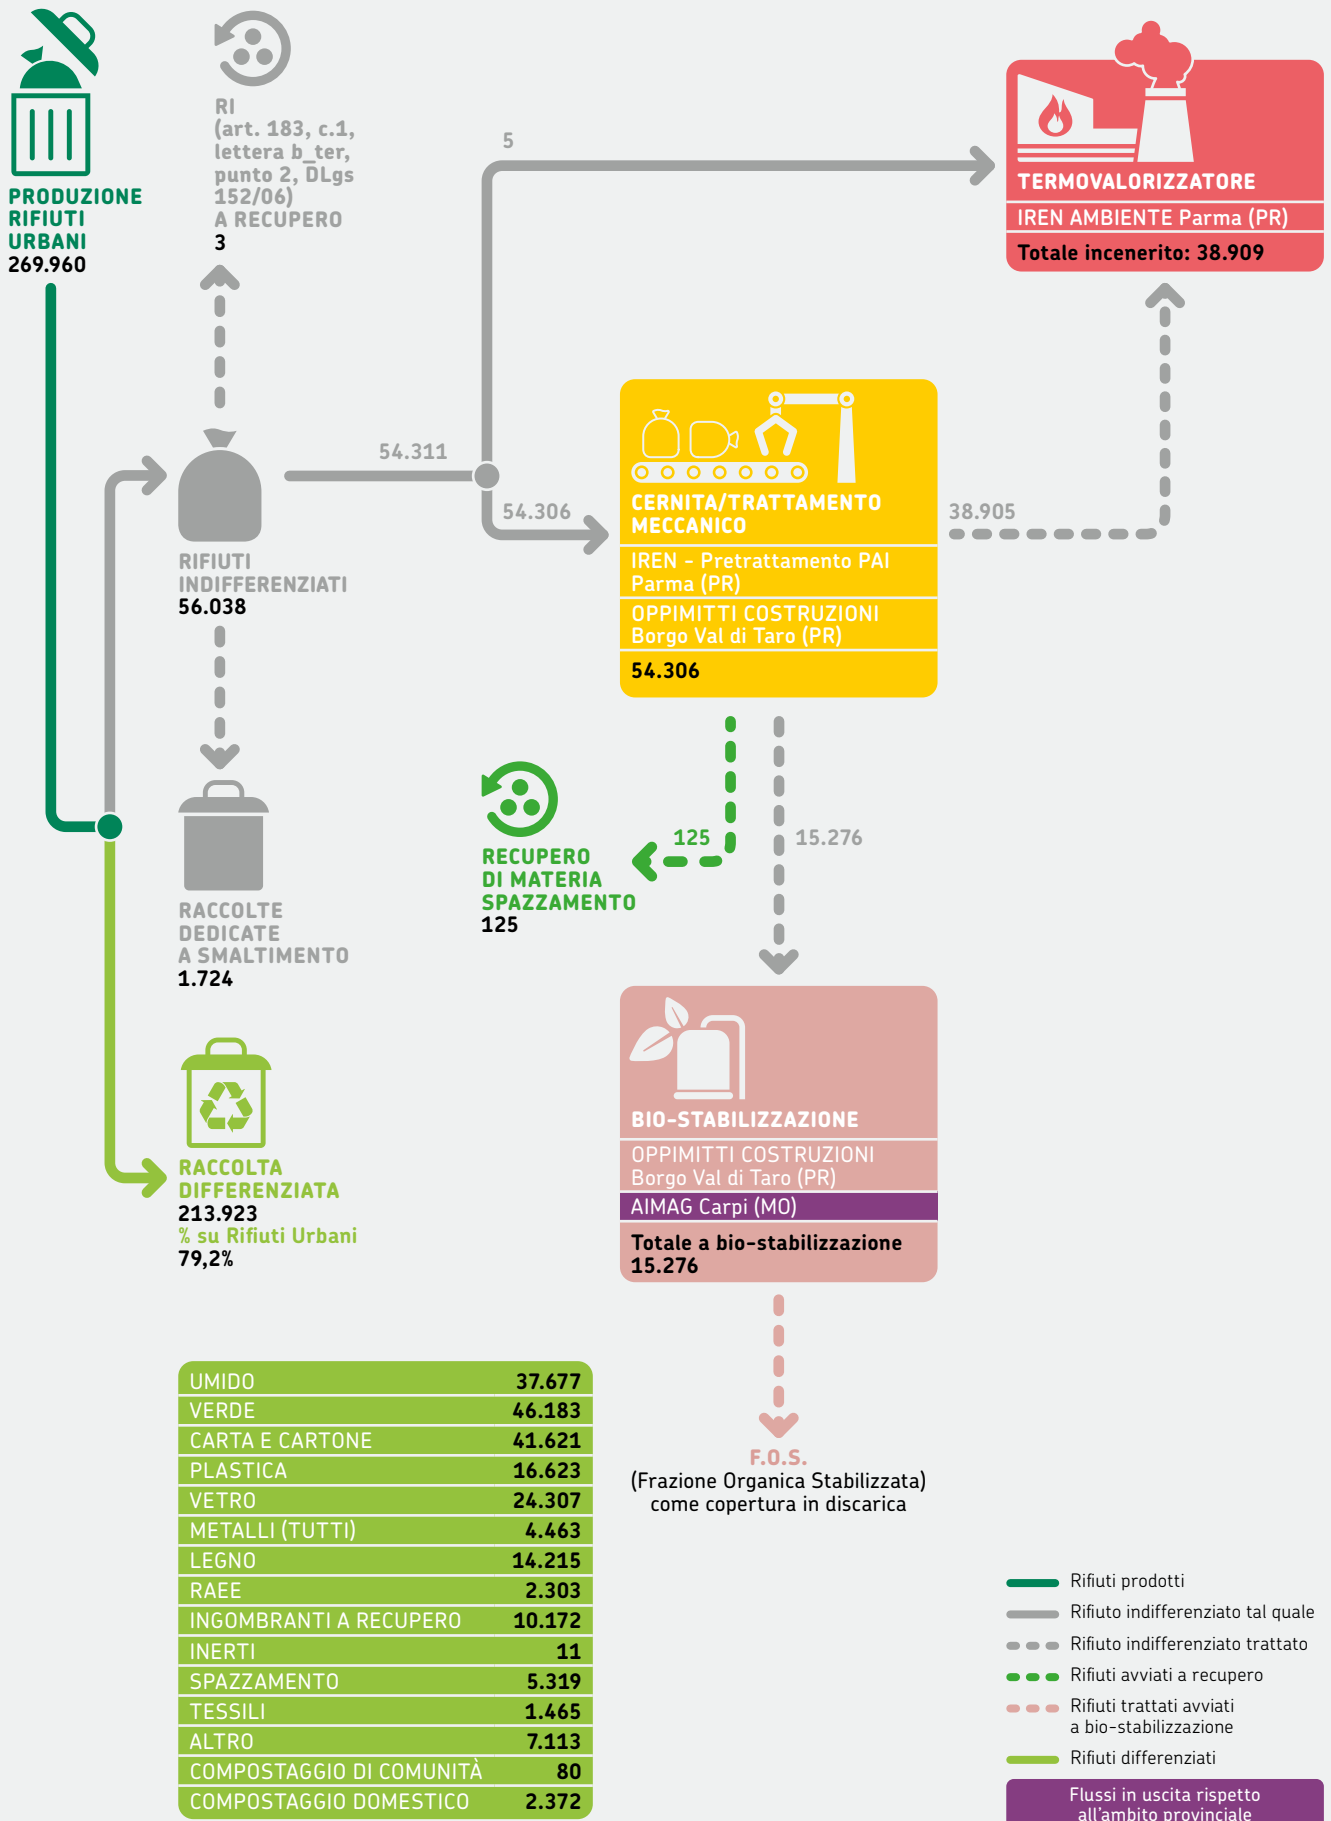 PRODUZIONE
RIFIUTI
URBANI
269.960
RI
(art. 183, c.1,
lettera b_ter,
punto 2, DLgs
152/06)
A RECUPERO
3
5
TERMOVALORIZZATORE
IREN AMBIENTE Parma (PR)
Totale incenerito: 38.909
54.311
54.306
RIFIUTI
INDIFFERENZIATI
56.038
CERNITA/TRATTAMENTO
MECCANICO
IREN - Pretrattamento PAI
Parma (PR)
OPPIMITTI COSTRUZIONI
Borgo Val di Taro (PR)
54.306
38.905
RECUPERO
DI MATERIA
SPAZZAMENTO
125
125
15.276
RACCOLTE
DEDICATE
A SMALTIMENTO
1.724
RACCOLTA
DIFFERENZIATA
213.923
% su Rifiuti Urbani
79,2%
BIO-STABILIZZAZIONE
OPPIMITTI COSTRUZIONI
Borgo Val di Taro (PR)
AIMAG Carpi (MO)
Totale a bio-stabilizzazione
15.276
F.O.S.
(Frazione Organica Stabilizzata)
come copertura in discarica
UMIDO 37.677
VERDE 46.183
CARTA E CARTONE 41.621
PLASTICA 16.623
VETRO 24.307
METALLI (TUTTI) 4.463
LEGNO 14.215
RAEE 2.303
INGOMBRANTI A RECUPERO 10.172
INERTI 11
SPAZZAMENTO 5.319
TESSILI 1.465
ALTRO 7.113
COMPOSTAGGIO DI COMUNITÀ 80
COMPOSTAGGIO DOMESTICO 2.372
Rifiuti prodotti
Rifiuto indifferenziato tal quale
Rifiuto indifferenziato trattato
Rifiuti avviati a recupero
Rifiuti trattati avviati
a bio-stabilizzazione
Rifiuti differenziati
Flussi in uscita rispetto
all'ambito provinciale